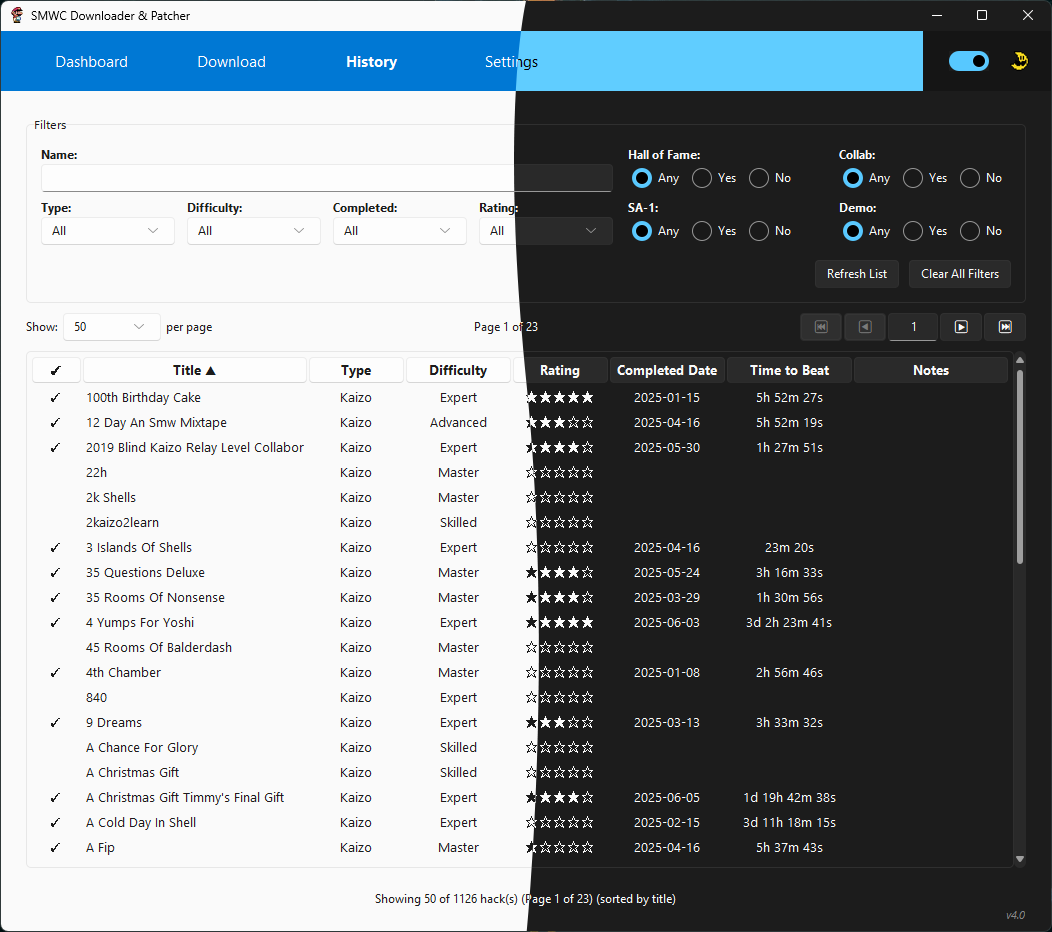 SMWC Downloader & Patcher
Dashboard Download History Settings
Filters
Name: Hall of Fame: Collab:
Any Yes No Any Yes No
Type: Difficulty: Completed: Rating: SA-1: Demo:
All All All All Any Yes No Any Yes No
Refresh List Clear All Filters
Show: 50 per page Page 1 of 23 1
✓ Title ▲ Type Difficulty Rating Completed Date Time to Beat Notes
✓ 100th Birthday Cake Kaizo Expert ★★★★★ 2025-01-15 5h 52m 27s
✓ 12 Day An Smw Mixtape Kaizo Advanced ★★★☆☆ 2025-04-16 5h 52m 19s
✓ 2019 Blind Kaizo Relay Level Collabor Kaizo Expert ★★★★☆ 2025-05-30 1h 27m 51s
22h Kaizo Master ☆☆☆☆☆
2k Shells Kaizo Master ☆☆☆☆☆
2kaizo2learn Kaizo Skilled ☆☆☆☆☆
✓ 3 Islands Of Shells Kaizo Expert ☆☆☆☆☆ 2025-04-16 23m 20s
✓ 35 Questions Deluxe Kaizo Master ★★★★☆ 2025-05-24 3h 16m 33s
✓ 35 Rooms Of Nonsense Kaizo Master ★★★★☆ 2025-03-29 1h 30m 56s
✓ 4 Yumps For Yoshi Kaizo Expert ★★★★★ 2025-06-03 3d 2h 23m 41s
45 Rooms Of Balderdash Kaizo Master ☆☆☆☆☆
✓ 4th Chamber Kaizo Master ☆☆☆☆☆ 2025-01-08 2h 56m 46s
840 Kaizo Expert ☆☆☆☆☆
✓ 9 Dreams Kaizo Expert ★★★☆☆ 2025-03-13 3h 33m 32s
A Chance For Glory Kaizo Skilled ☆☆☆☆☆
A Christmas Gift Kaizo Skilled ☆☆☆☆☆
✓ A Christmas Gift Timmy's Final Gift Kaizo Expert ★★★★☆ 2025-06-05 1d 19h 42m 38s
✓ A Cold Day In Shell Kaizo Expert ☆☆☆☆☆ 2025-02-15 3d 11h 18m 15s
✓ A Fip Kaizo Master ★☆☆☆☆ 2025-04-16 5h 37m 43s
Showing 50 of 1126 hack(s) (Page 1 of 23) (sorted by title)
v4.0